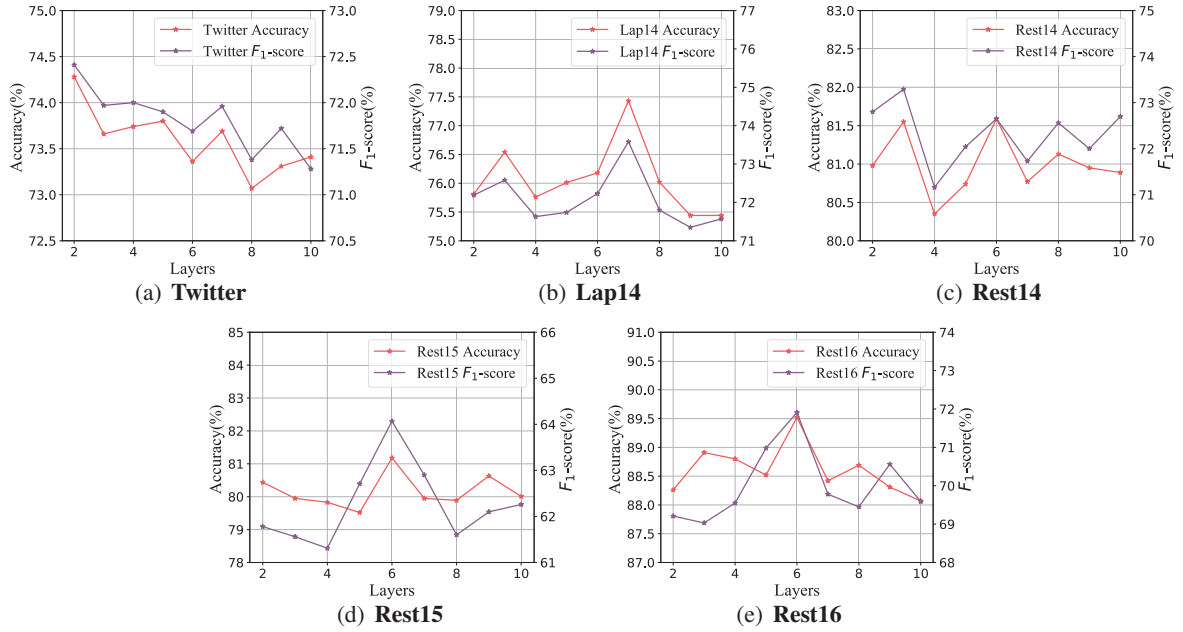 75.0
74.5
74.0
73.5
73.0
72.5
Accuracy(%)
Twitter Accuracy
Twitter F1-score
73.0
72.5
72.0
71.5
71.0
70.5
F1-score(%)
2 4 6 8 10
Layers
(a) Twitter
79.0
78.5
78.0
77.5
77.0
76.5
76.0
75.5
75.0
Accuracy(%)
Lap14 Accuracy
Lap14 F1-score
77
76
75
74
73
72
71
F1-score(%)
2 4 6 8 10
Layers
(b) Lap14
83.0
82.5
82.0
81.5
81.0
80.5
80.0
Accuracy(%)
Rest14 Accuracy
Rest14 F1-score
75
74
73
72
71
70
F1-score(%)
2 4 6 8 10
Layers
(c) Rest14
85
84
83
82
81
80
79
78
Accuracy(%)
Rest15 Accuracy
Rest15 F1-score
66
65
64
63
62
61
F1-score(%)
2 4 6 8 10
Layers
(d) Rest15
91.0
90.5
90.0
89.5
89.0
88.5
88.0
87.5
87.0
Accuracy(%)
Rest16 Accuracy
Rest16 F1-score
74
73
72
71
70
69
68
F1-score(%)
2 4 6 8 10
Layers
(e) Rest16